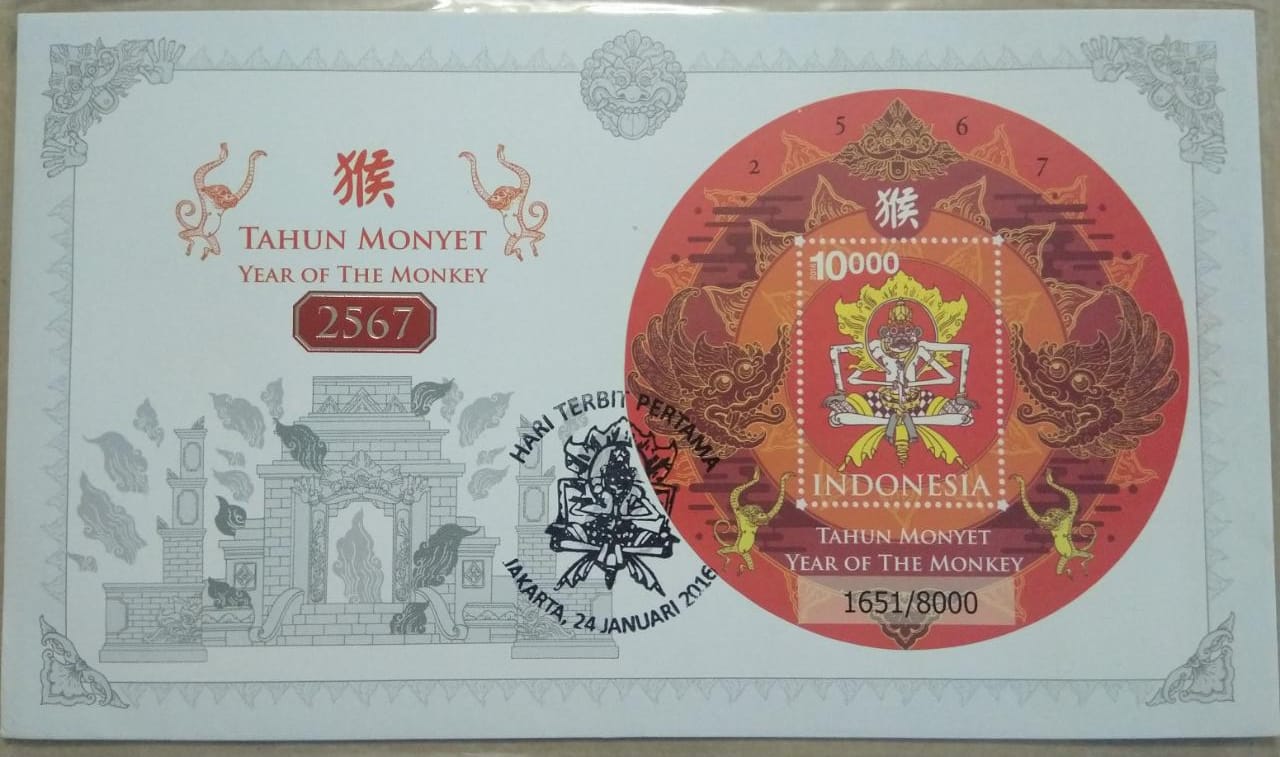 猴
TAHUN MONYET
YEAR OF THE MONKEY
2567
HARI TERBIT PERTAMA
JAKARTA, 24 JANUARI 2016
2 5 6 7
猴
10000
INDONESIA
TAHUN MONYET
YEAR OF THE MONKEY
1651/8000